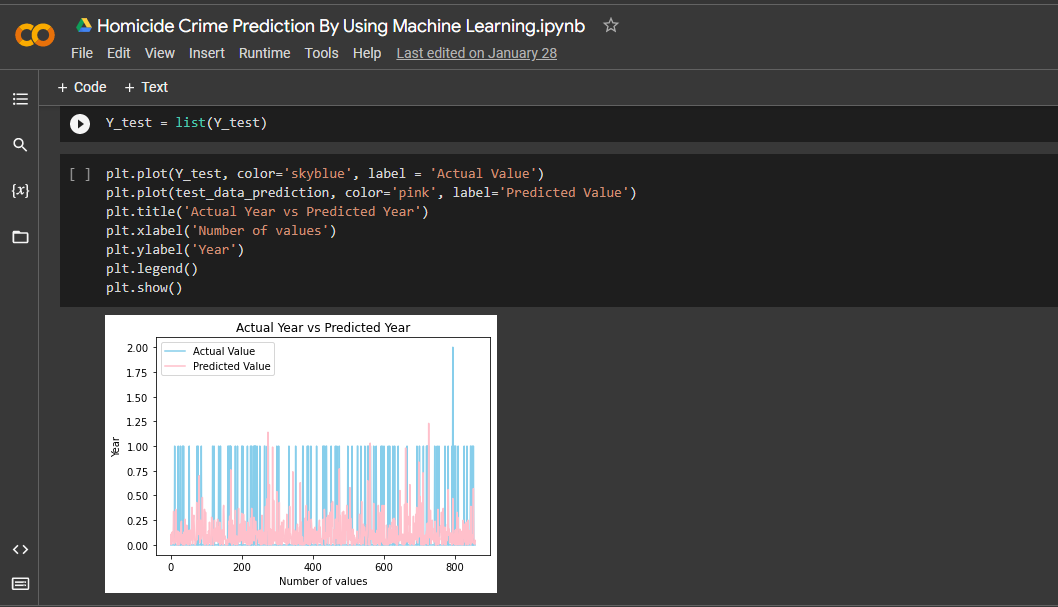 Homicide Crime Prediction By Using Machine Learning.ipynb
File Edit View Insert Runtime Tools Help Last edited on January 28
+ Code + Text
Y_test = list(Y_test)
[ ] plt.plot(Y_test, color='skyblue', label = 'Actual Value')
plt.plot(test_data_prediction, color='pink', label='Predicted Value')
plt.title('Actual Year vs Predicted Year')
plt.xlabel('Number of values')
plt.ylabel('Year')
plt.legend()
plt.show()
{x}
Actual Year vs Predicted Year
Actual Value
Predicted Value
2.00
1.75
1.50
1.25
1.00
0.75
0.50
0.25
0.00
Year
0 200 400 600 800
Number of values